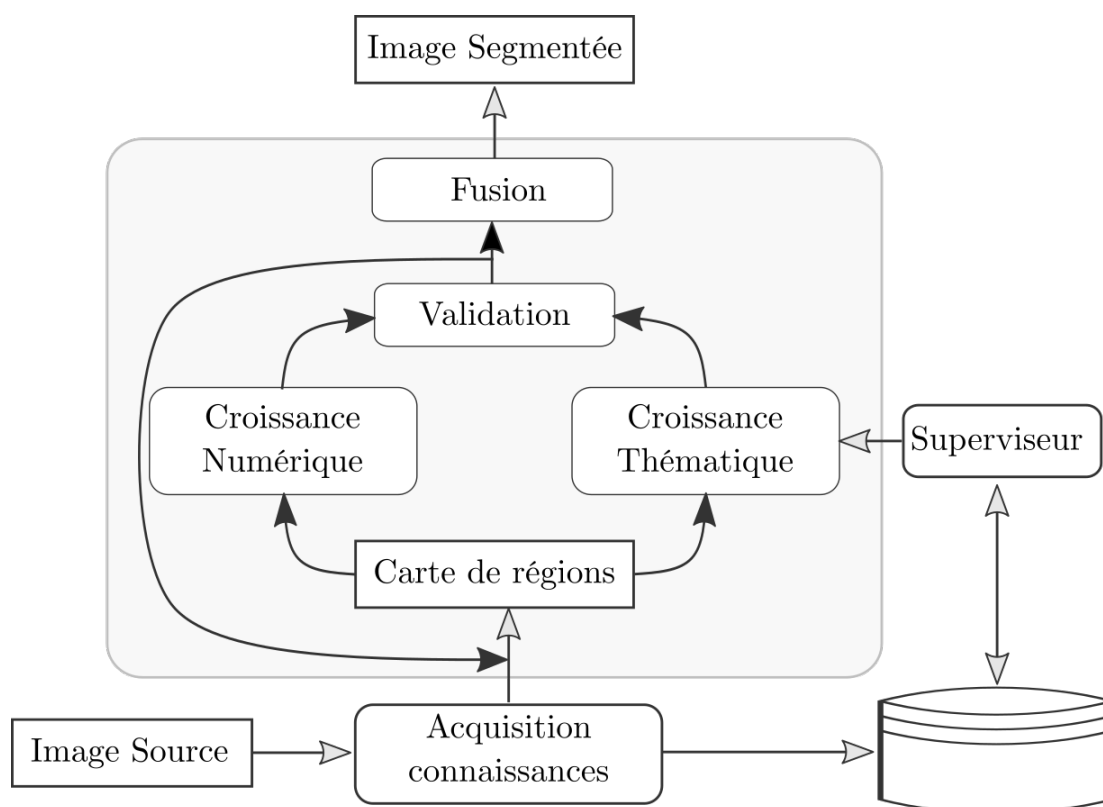 Image Segmentée
Fusion
Validation
Croissance
Numérique
Croissance
Thématique
Superviseur
Carte de régions
Image Source
Acquisition
connaissances